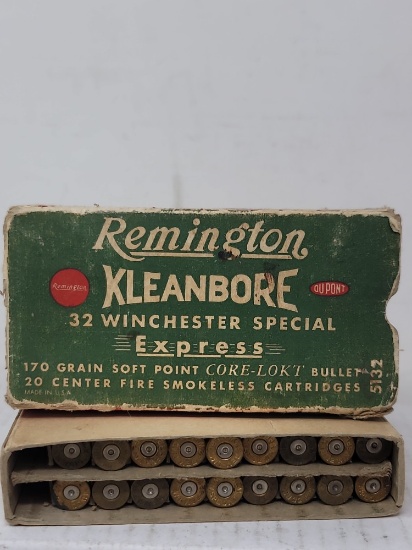 Remington
KLEANBORE
Remington
DU PONT
32 WINCHESTER SPECIAL
Express
170 GRAIN SOFT POINT CORE-LOKT BULLET
20 CENTER FIRE SMOKELESS CARTRIDGES
MADE IN U.S.A.
5132